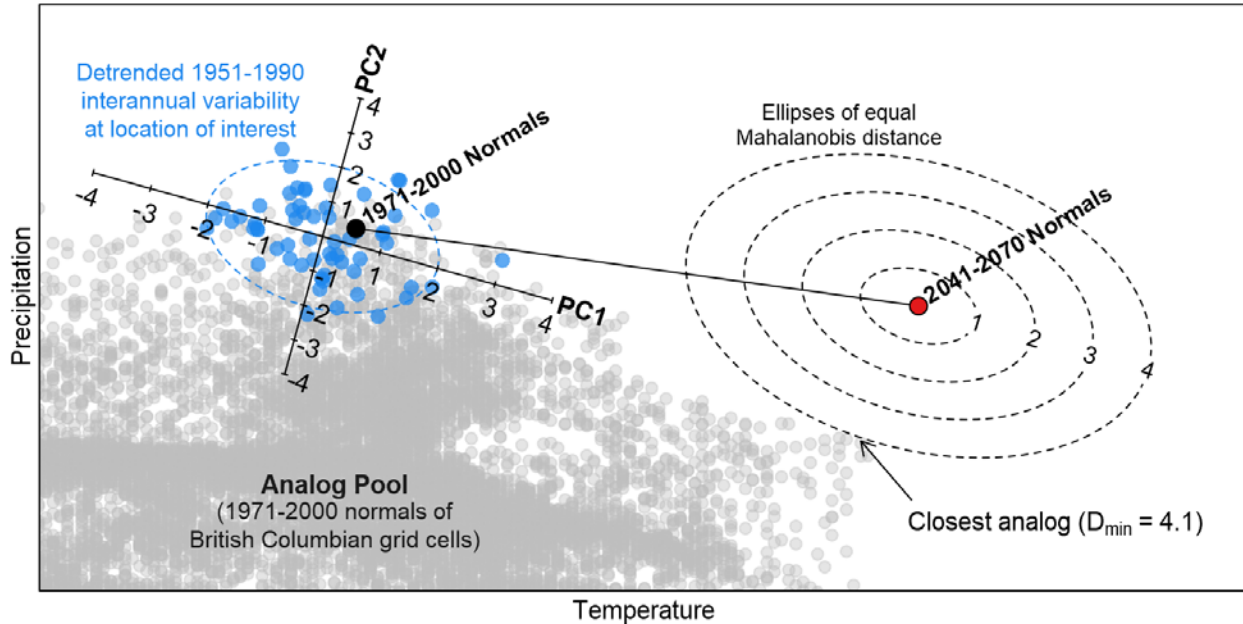 Detrended 1951-1990
interannual variability
at location of interest
PC2
4
3
2
1
-1
-2
-3
-4
-4
-3
-2
-1
1
2
3
4
PC1
1971-2000 Normals
Ellipses of equal
Mahalanobis distance
2041-2070 Normals
1
2
3
4
Closest analog (Dmin = 4.1)
Analog Pool
(1971-2000 normals of
British Columbian grid cells)
Precipitation
Temperature